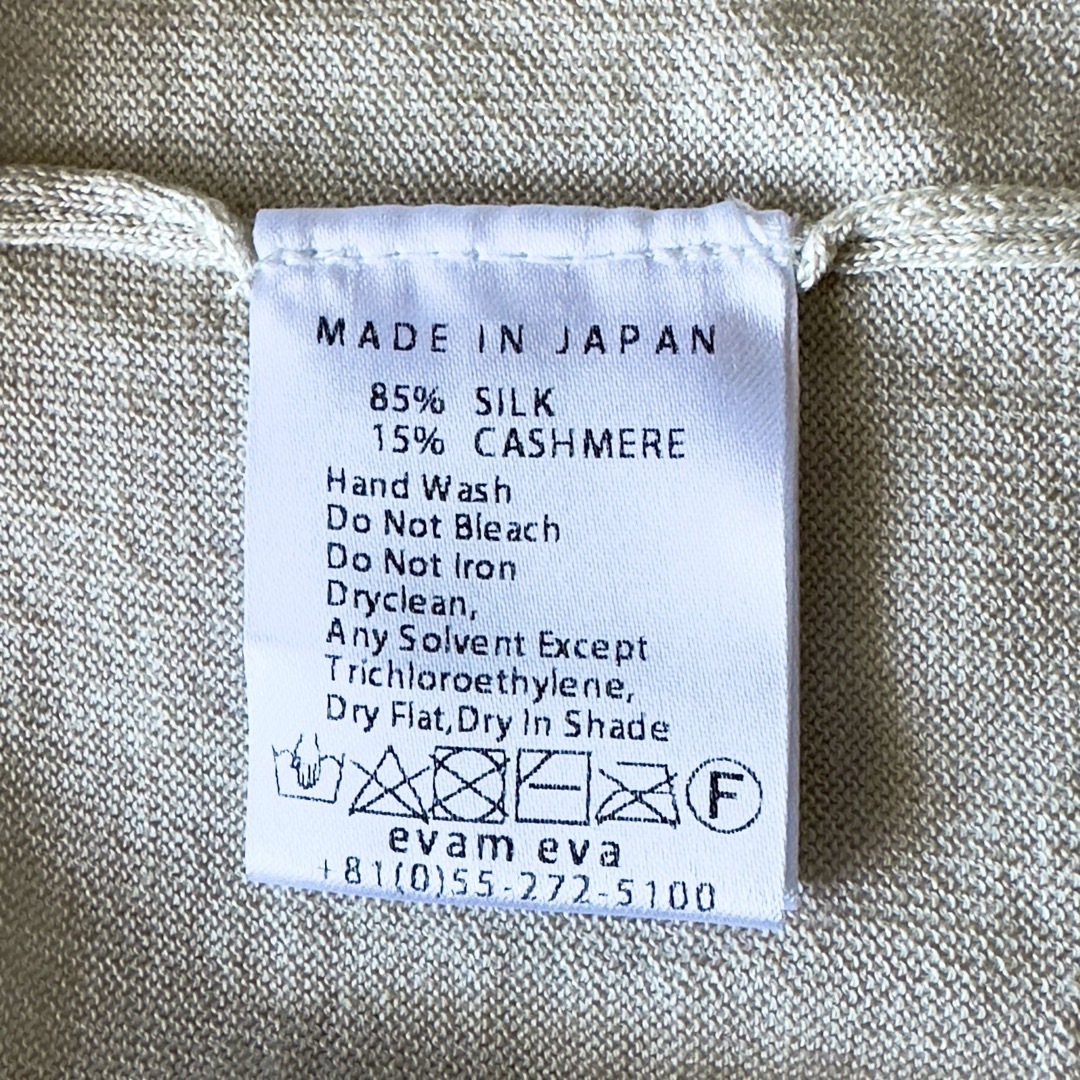 MADE IN JAPAN
85% SILK
15% CASHMERE
Hand Wash
Do Not Bleach
Do Not Iron
Dryclean,
Any Solvent Except
Trichloroethylene,
Dry Flat,Dry In Shade
F
evam eva
+81(0)55-272-5100